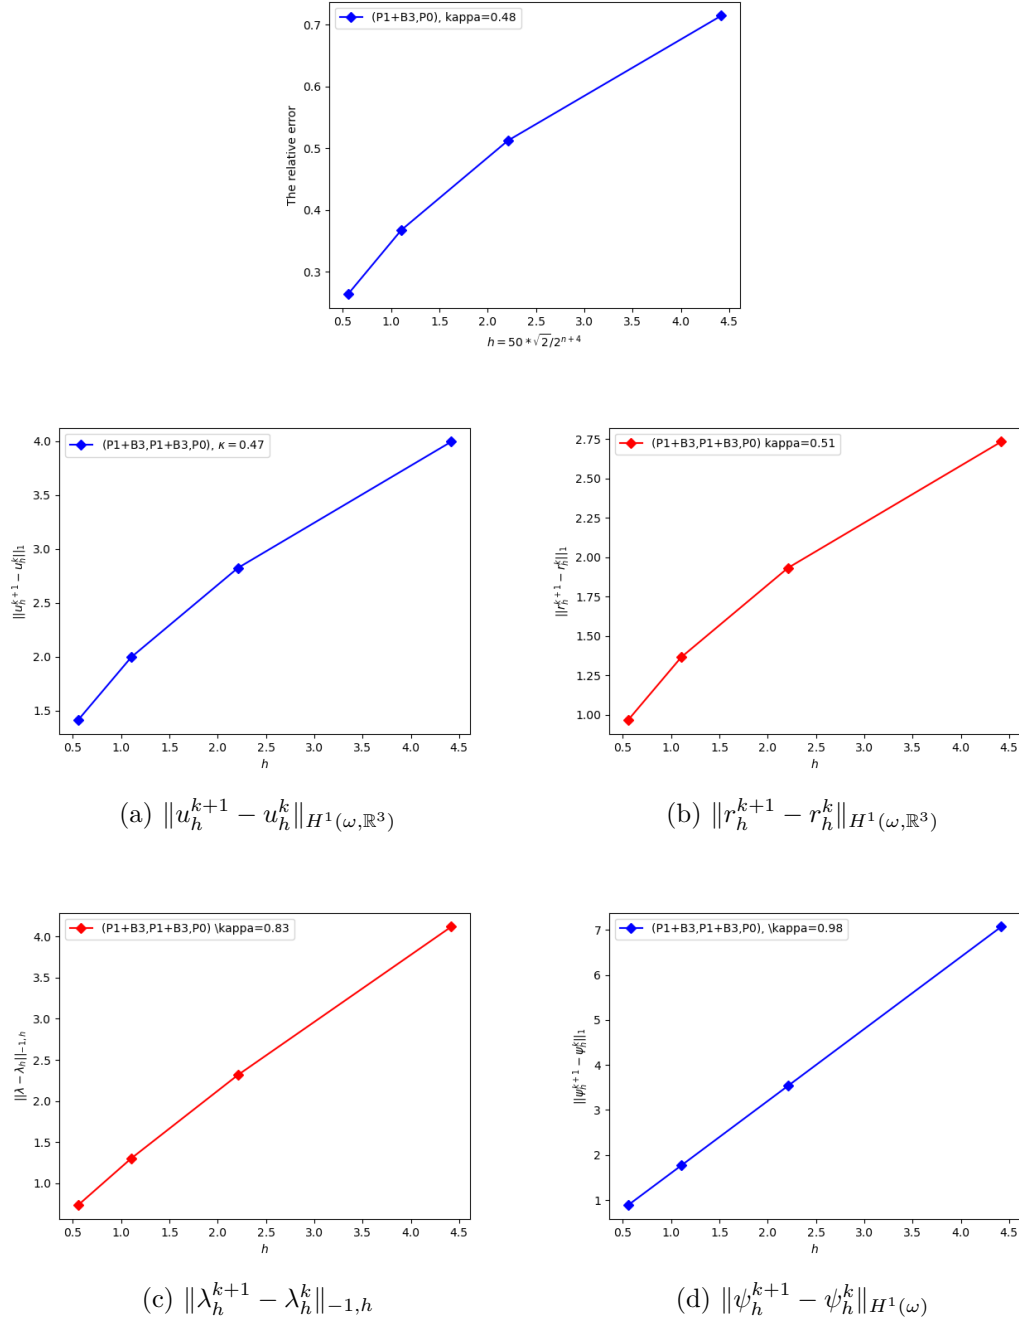 (P1+B3,P0), kappa=0.48
The relative error
0.7
0.6
0.5
0.4
0.3
0.5 1.0 1.5 2.0 2.5 3.0 3.5 4.0 4.5
h = 50 * √2/2^{n+4}
(P1+B3,P1+B3,P0), κ = 0.47
||u_h^{k+1} − u_h^k||_1
4.0
3.5
3.0
2.5
2.0
1.5
0.5 1.0 1.5 2.0 2.5 3.0 3.5 4.0 4.5
h
(a) ‖u_h^{k+1} − u_h^k‖_{H^1(ω,ℝ^3)}
(P1+B3,P1+B3,P0) kappa=0.51
||r_h^{k+1} − r_h^k||_1
2.75
2.50
2.25
2.00
1.75
1.50
1.25
1.00
0.5 1.0 1.5 2.0 2.5 3.0 3.5 4.0 4.5
h
(b) ‖r_h^{k+1} − r_h^k‖_{H^1(ω,ℝ^3)}
(P1+B3,P1+B3,P0) \kappa=0.83
||λ − λ_h||_{−1,h}
4.0
3.5
3.0
2.5
2.0
1.5
1.0
0.5 1.0 1.5 2.0 2.5 3.0 3.5 4.0 4.5
h
(c) ‖λ_h^{k+1} − λ_h^k‖_{−1,h}
(P1+B3,P1+B3,P0), \kappa=0.98
||ψ_h^{k+1} − ψ_h^k||_1
7
6
5
4
3
2
1
0.5 1.0 1.5 2.0 2.5 3.0 3.5 4.0 4.5
h
(d) ‖ψ_h^{k+1} − ψ_h^k‖_{H^1(ω)}